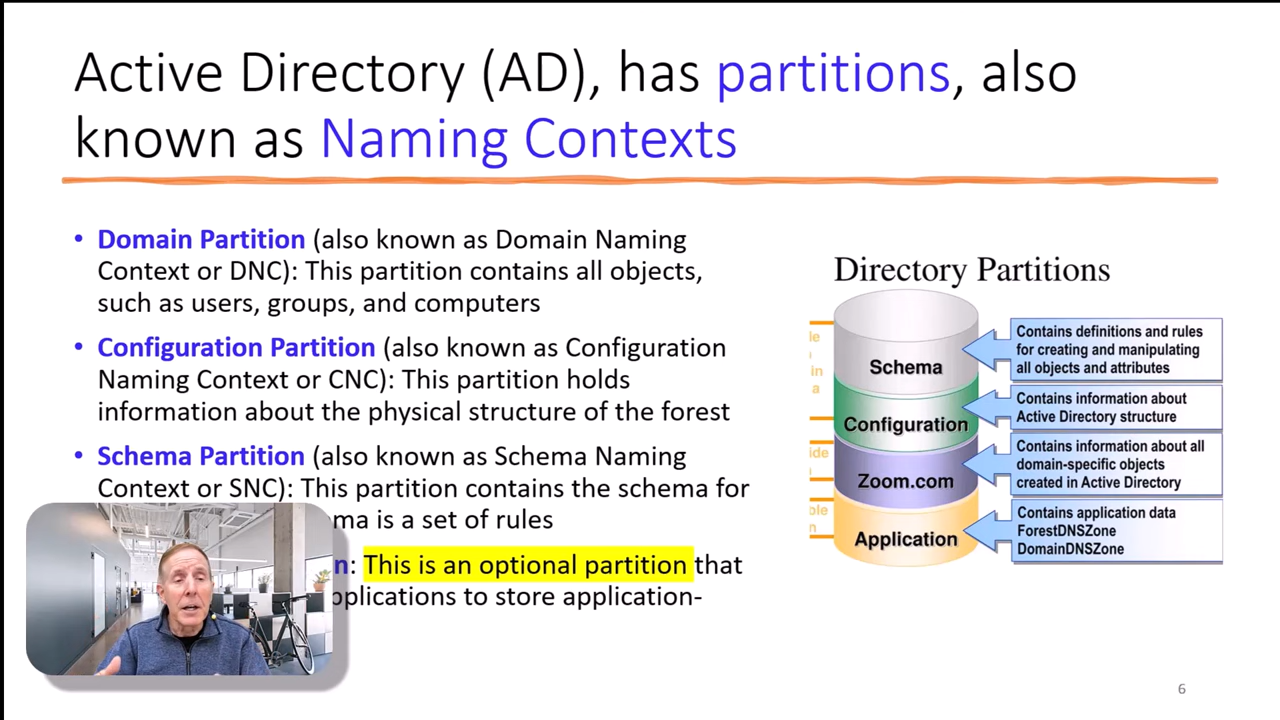 Active Directory (AD), has partitions, also
known as Naming Contexts
• Domain Partition (also known as Domain Naming
Context or DNC): This partition contains all objects,
such as users, groups, and computers
• Configuration Partition (also known as Configuration
Naming Context or CNC): This partition holds
information about the physical structure of the forest
• Schema Partition (also known as Schema Naming
Context or SNC): This partition contains the schema for
is a set of rules
This is an optional partition that
to store application-
Directory Partitions
Schema
Configuration
Zoom.com
Application
Contains definitions and rules
for creating and manipulating
all objects and attributes
Contains information about
Active Directory structure
Contains information about all
domain-specific objects
created in Active Directory
Contains application data
ForestDNSZone
DomainDNSZone
6